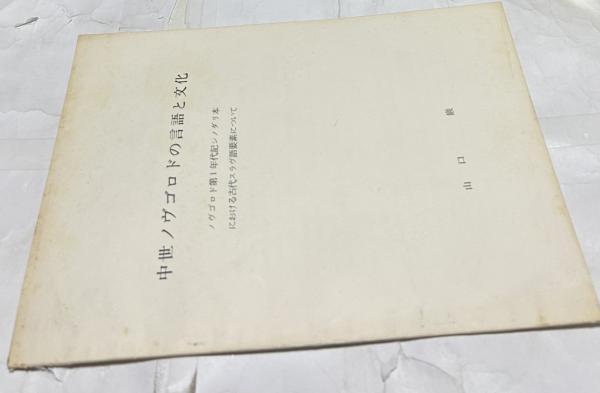 中世ノヴゴロドの言語と文化
ノヴゴロド第1年代記シノダリ本
における古代スラヴ語要素について
山口巌